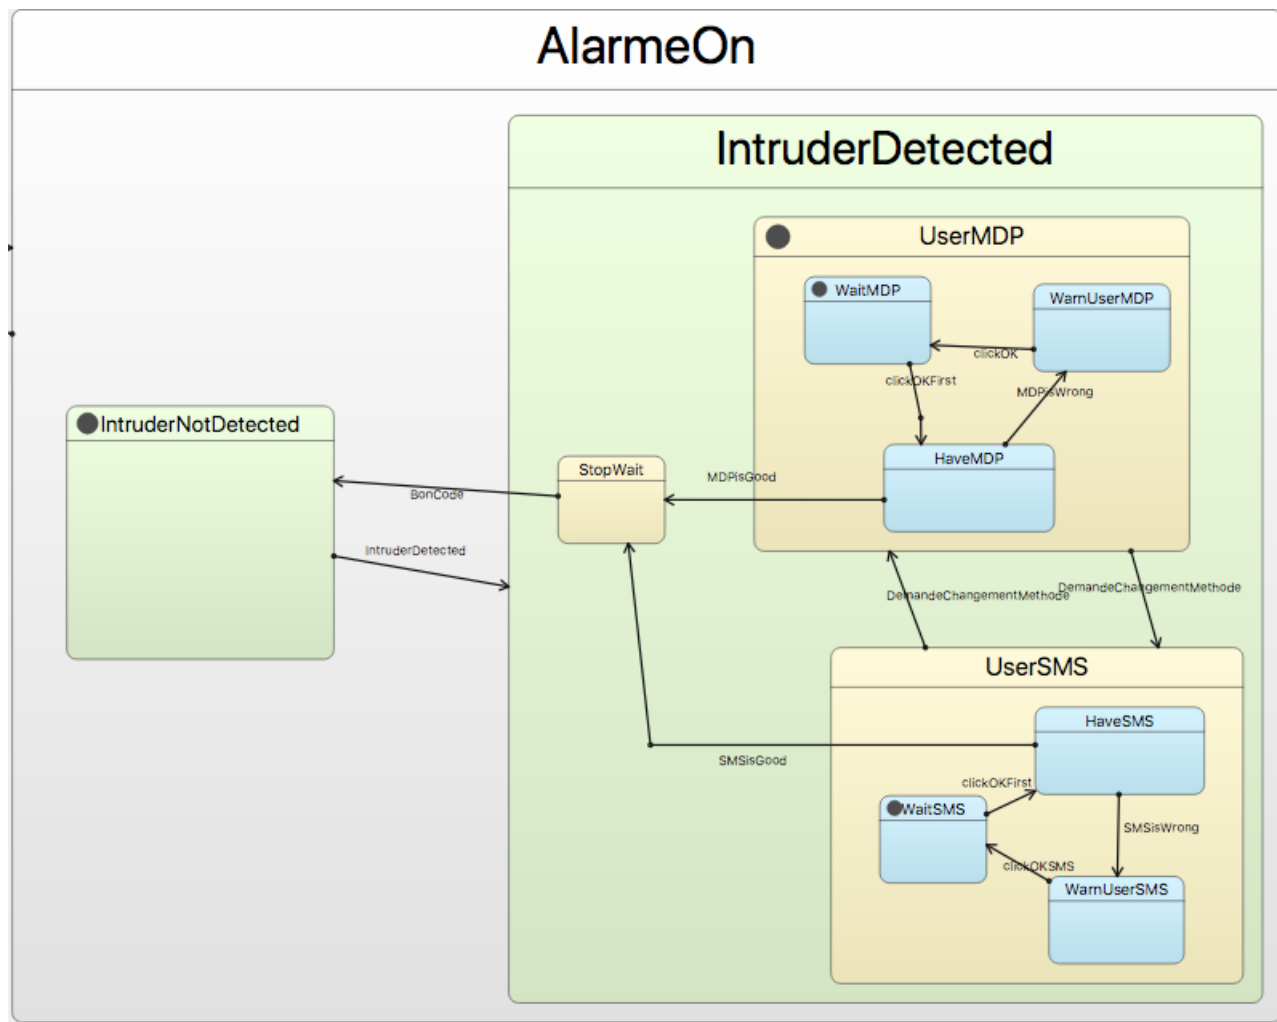 AlarmeOn
IntruderDetected
UserMDP
WaitMDP
WarnUserMDP
clickOK
clickOKFirst
MDPisWrong
IntruderNotDetected
HaveMDP
StopWait
MDPisGood
BonCode
IntruderDetected
DemandeChangementMethode
DemandeChangementMethode
UserSMS
HaveSMS
SMSisGood
clickOKFirst
WaitSMS
SMSisWrong
clickOKSMS
WarnUserSMS